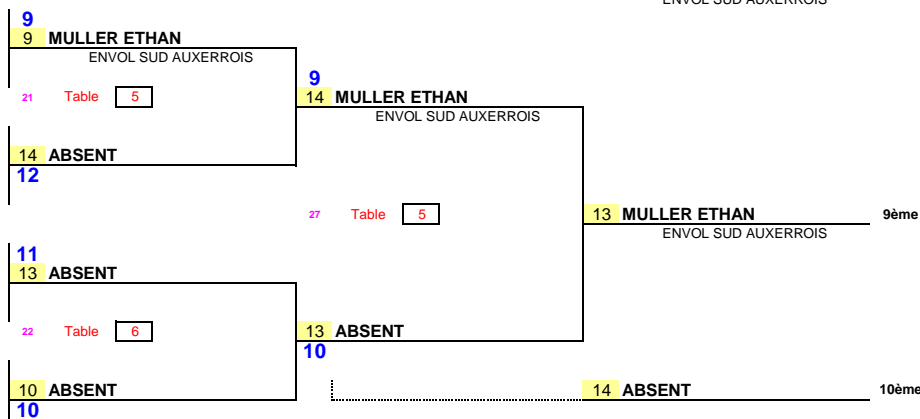 ENVOL SUD AUXERROIS
9
9 MULLER ETHAN
ENVOL SUD AUXERROIS
21 Table 5
9
14 MULLER ETHAN
ENVOL SUD AUXERROIS
14 ABSENT
12
27 Table 5
13 MULLER ETHAN 9ème
ENVOL SUD AUXERROIS
11
13 ABSENT
22 Table 6
13 ABSENT
10
10 ABSENT
10
14 ABSENT 10ème